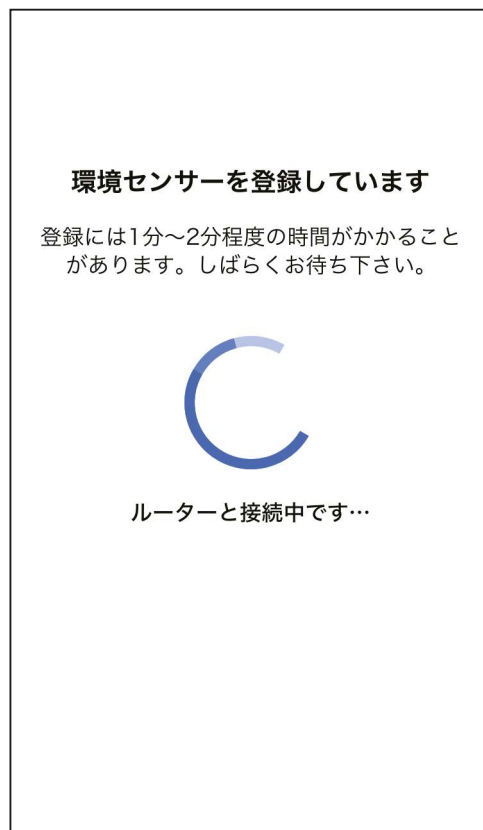 環境センサーを登録しています
登録には1分〜2分程度の時間がかかること
があります。しばらくお待ち下さい。
ルーターと接続中です…